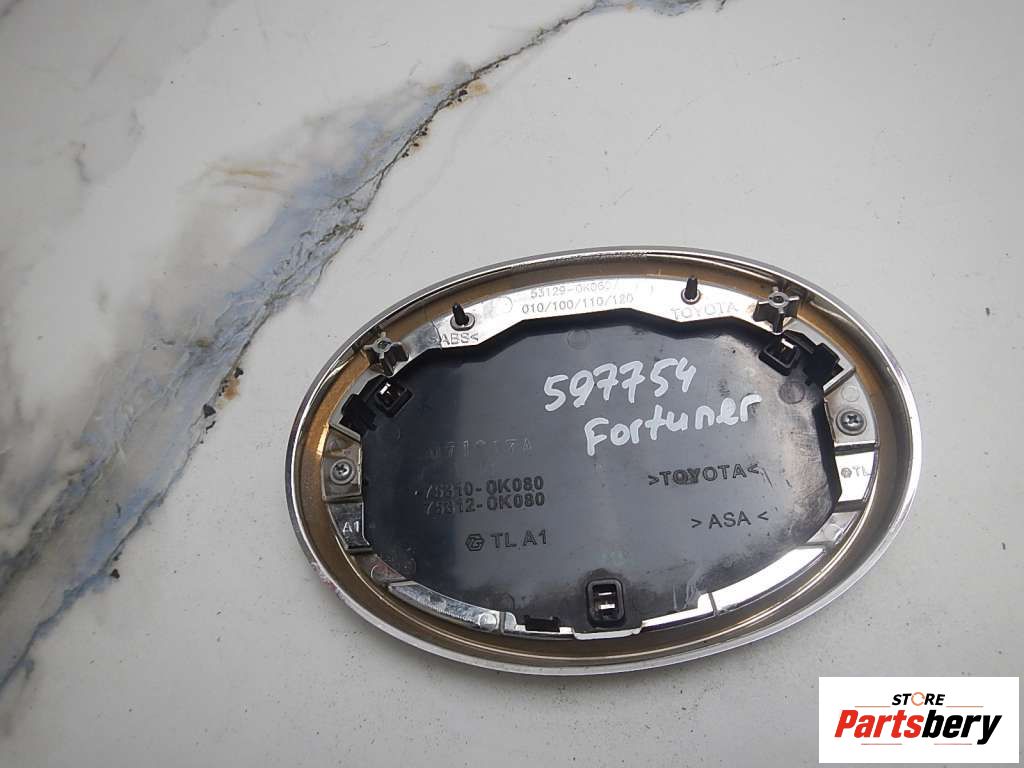 53129-0K060/
010/100/110/120
>ABS<
TOYOTA
597754
Fortuner
75310-0K080
75312-0K080
>TOYOTA<
TL A1
>ASA<
A1
TL
STORE
Partsbery